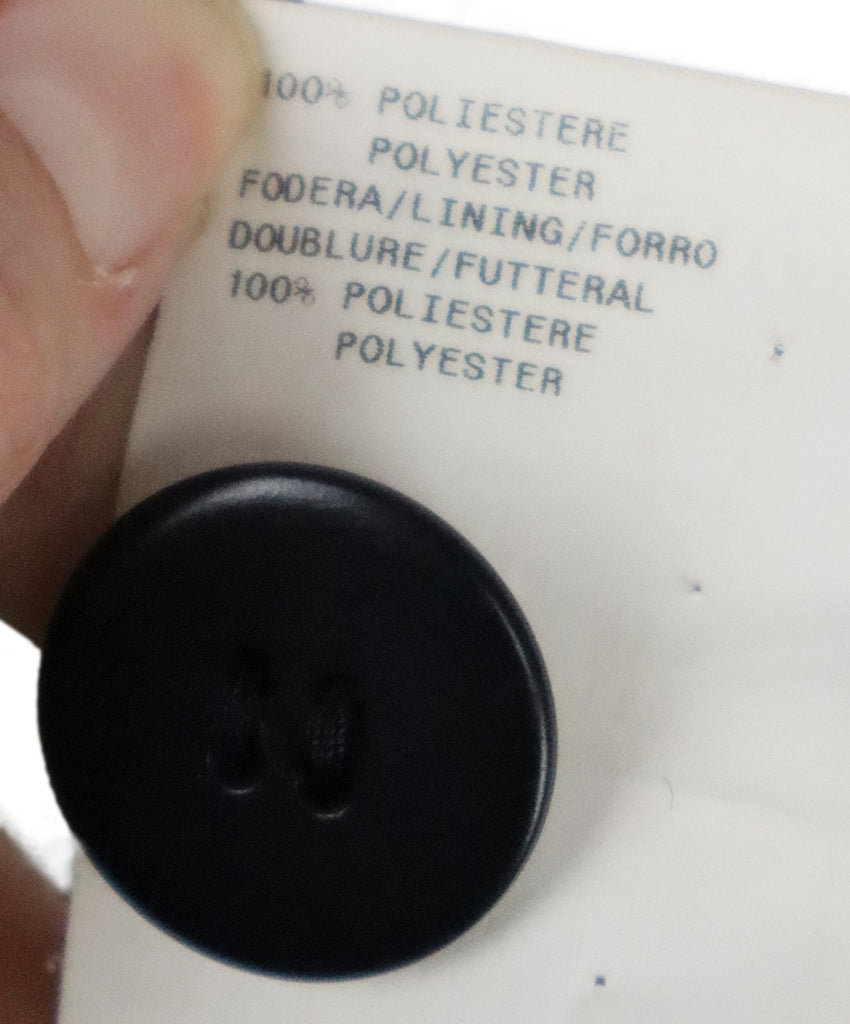 100% POLIESTERE
POLYESTER
FODERA/LINING/FORRO
DOUBLURE/FUTTERAL
100% POLIESTERE
POLYESTER